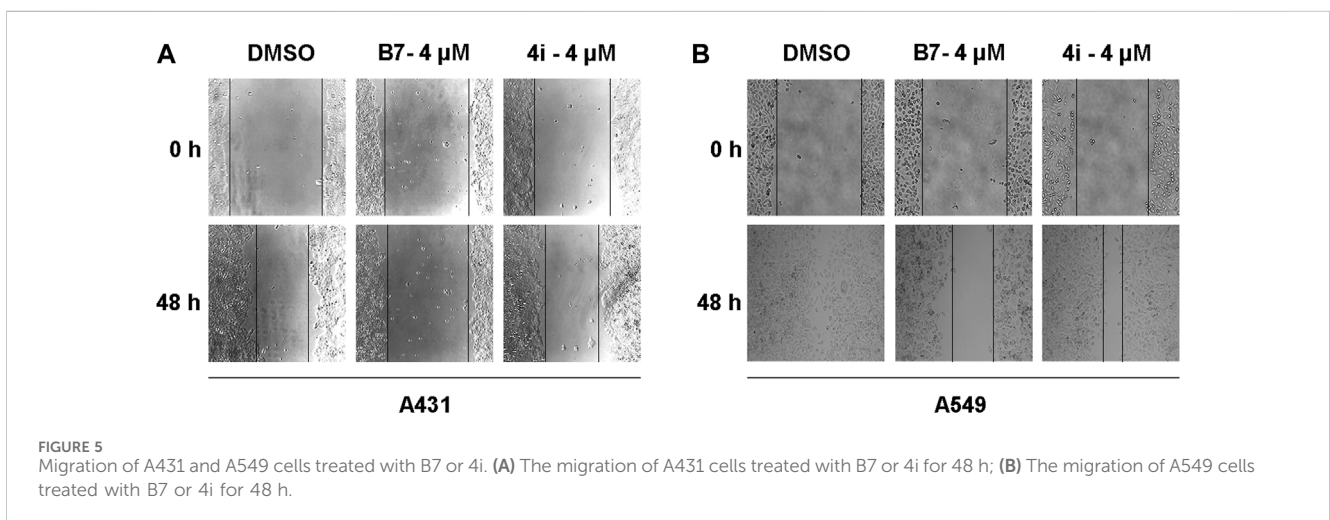 A
DMSO
B7- 4 µM
4i - 4 µM
0 h
48 h
A431
B
DMSO
B7- 4 µM
4i - 4 µM
0 h
48 h
A549
FIGURE 5
Migration of A431 and A549 cells treated with B7 or 4i. (A) The migration of A431 cells treated with B7 or 4i for 48 h; (B) The migration of A549 cells
treated with B7 or 4i for 48 h.